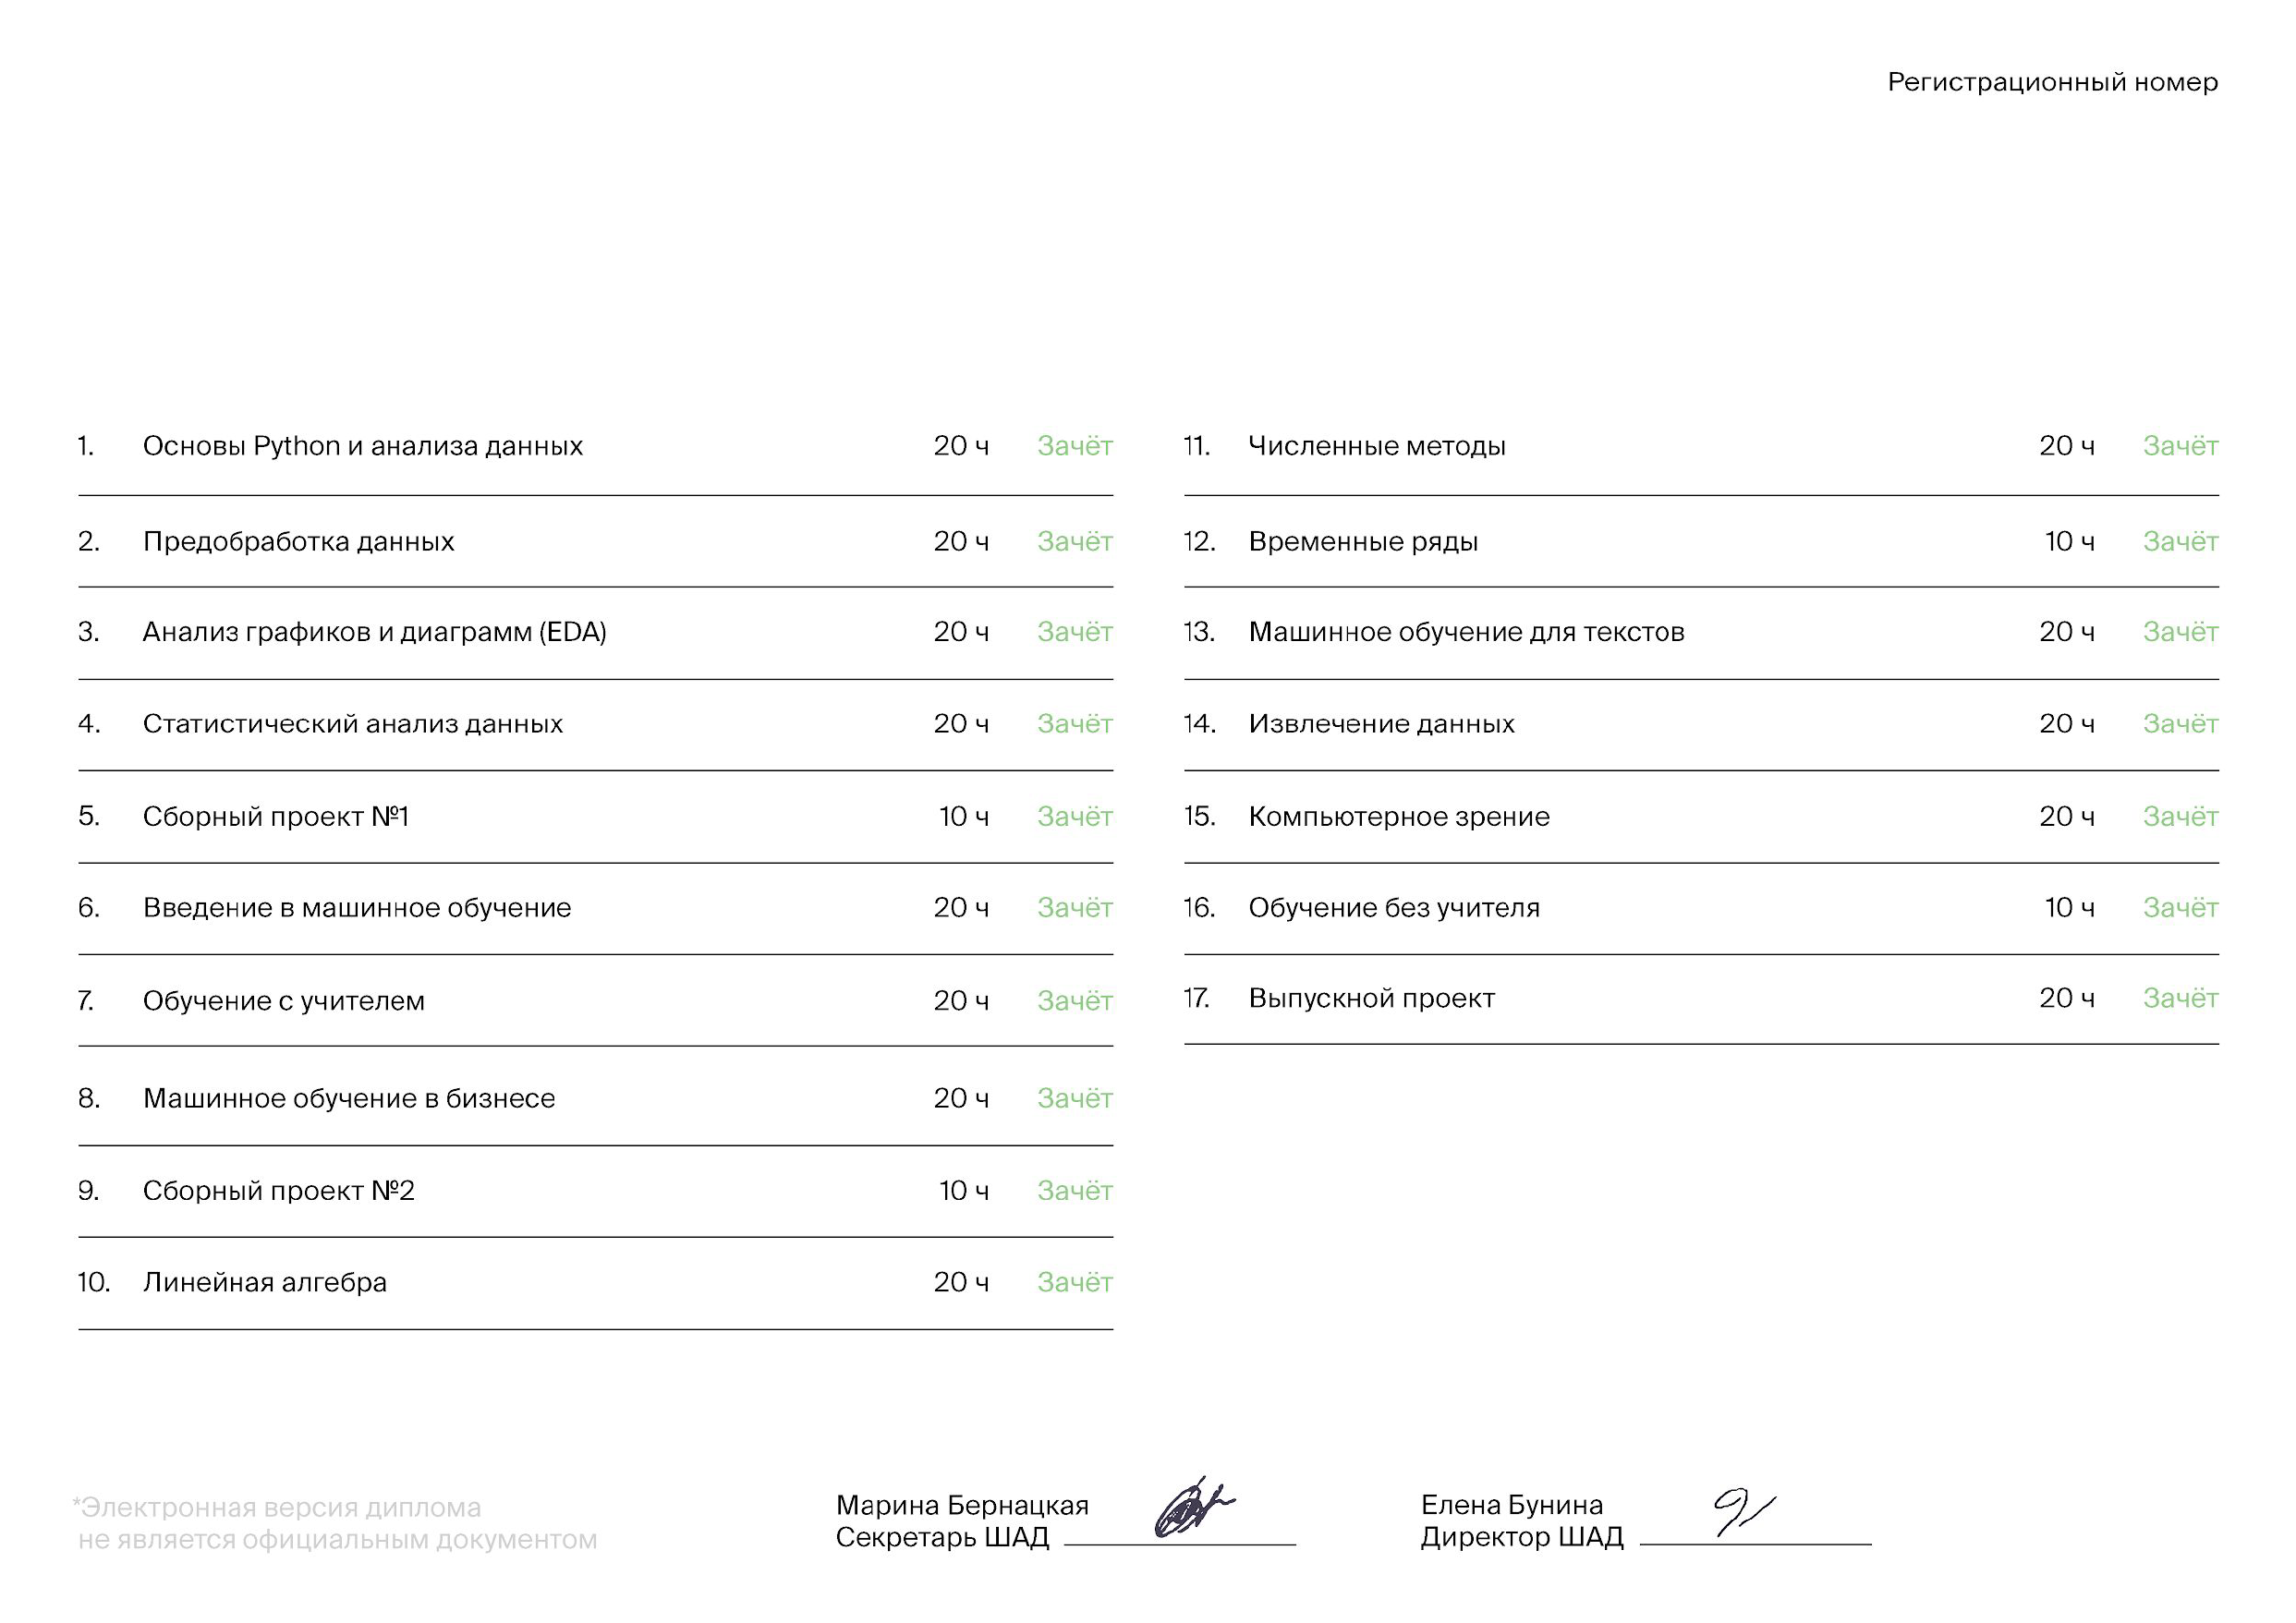 Регистрационный номер
1. Основы Python и анализа данных 20 ч Зачёт
2. Предобработка данных 20 ч Зачёт
3. Анализ графиков и диаграмм (EDA) 20 ч Зачёт
4. Статистический анализ данных 20 ч Зачёт
5. Сборный проект №1 10 ч Зачёт
6. Введение в машинное обучение 20 ч Зачёт
7. Обучение с учителем 20 ч Зачёт
8. Машинное обучение в бизнесе 20 ч Зачёт
9. Сборный проект №2 10 ч Зачёт
10. Линейная алгебра 20 ч Зачёт
11. Численные методы 20 ч Зачёт
12. Временные ряды 10 ч Зачёт
13. Машинное обучение для текстов 20 ч Зачёт
14. Извлечение данных 20 ч Зачёт
15. Компьютерное зрение 20 ч Зачёт
16. Обучение без учителя 10 ч Зачёт
17. Выпускной проект 20 ч Зачёт
*Электронная версия диплома
не является официальным документом
Марина Бернацкая
Секретарь ШАД
Елена Бунина
Директор ШАД